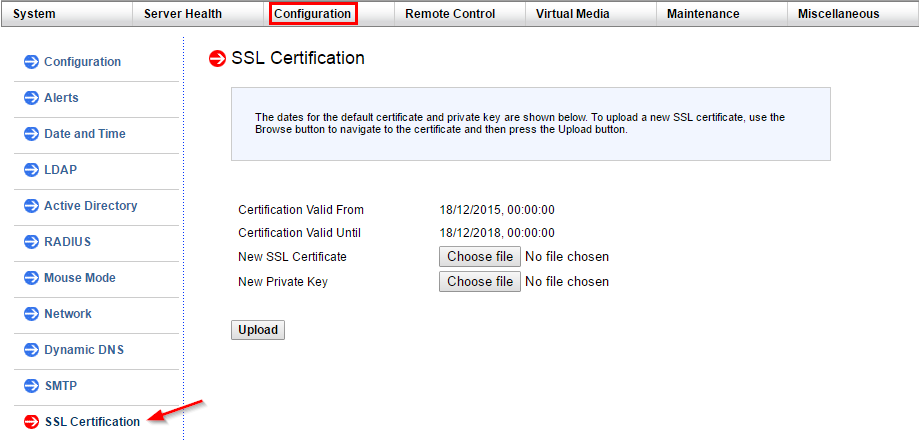 System Server Health Configuration Remote Control Virtual Media Maintenance Miscellaneous
Configuration
Alerts
Date and Time
LDAP
Active Directory
RADIUS
Mouse Mode
Network
Dynamic DNS
SMTP
SSL Certification
SSL Certification
The dates for the default certificate and private key are shown below. To upload a new SSL certificate, use the
Browse button to navigate to the certificate and then press the Upload button.
Certification Valid From 18/12/2015, 00:00:00
Certification Valid Until 18/12/2018, 00:00:00
New SSL Certificate Choose file No file chosen
New Private Key Choose file No file chosen
Upload